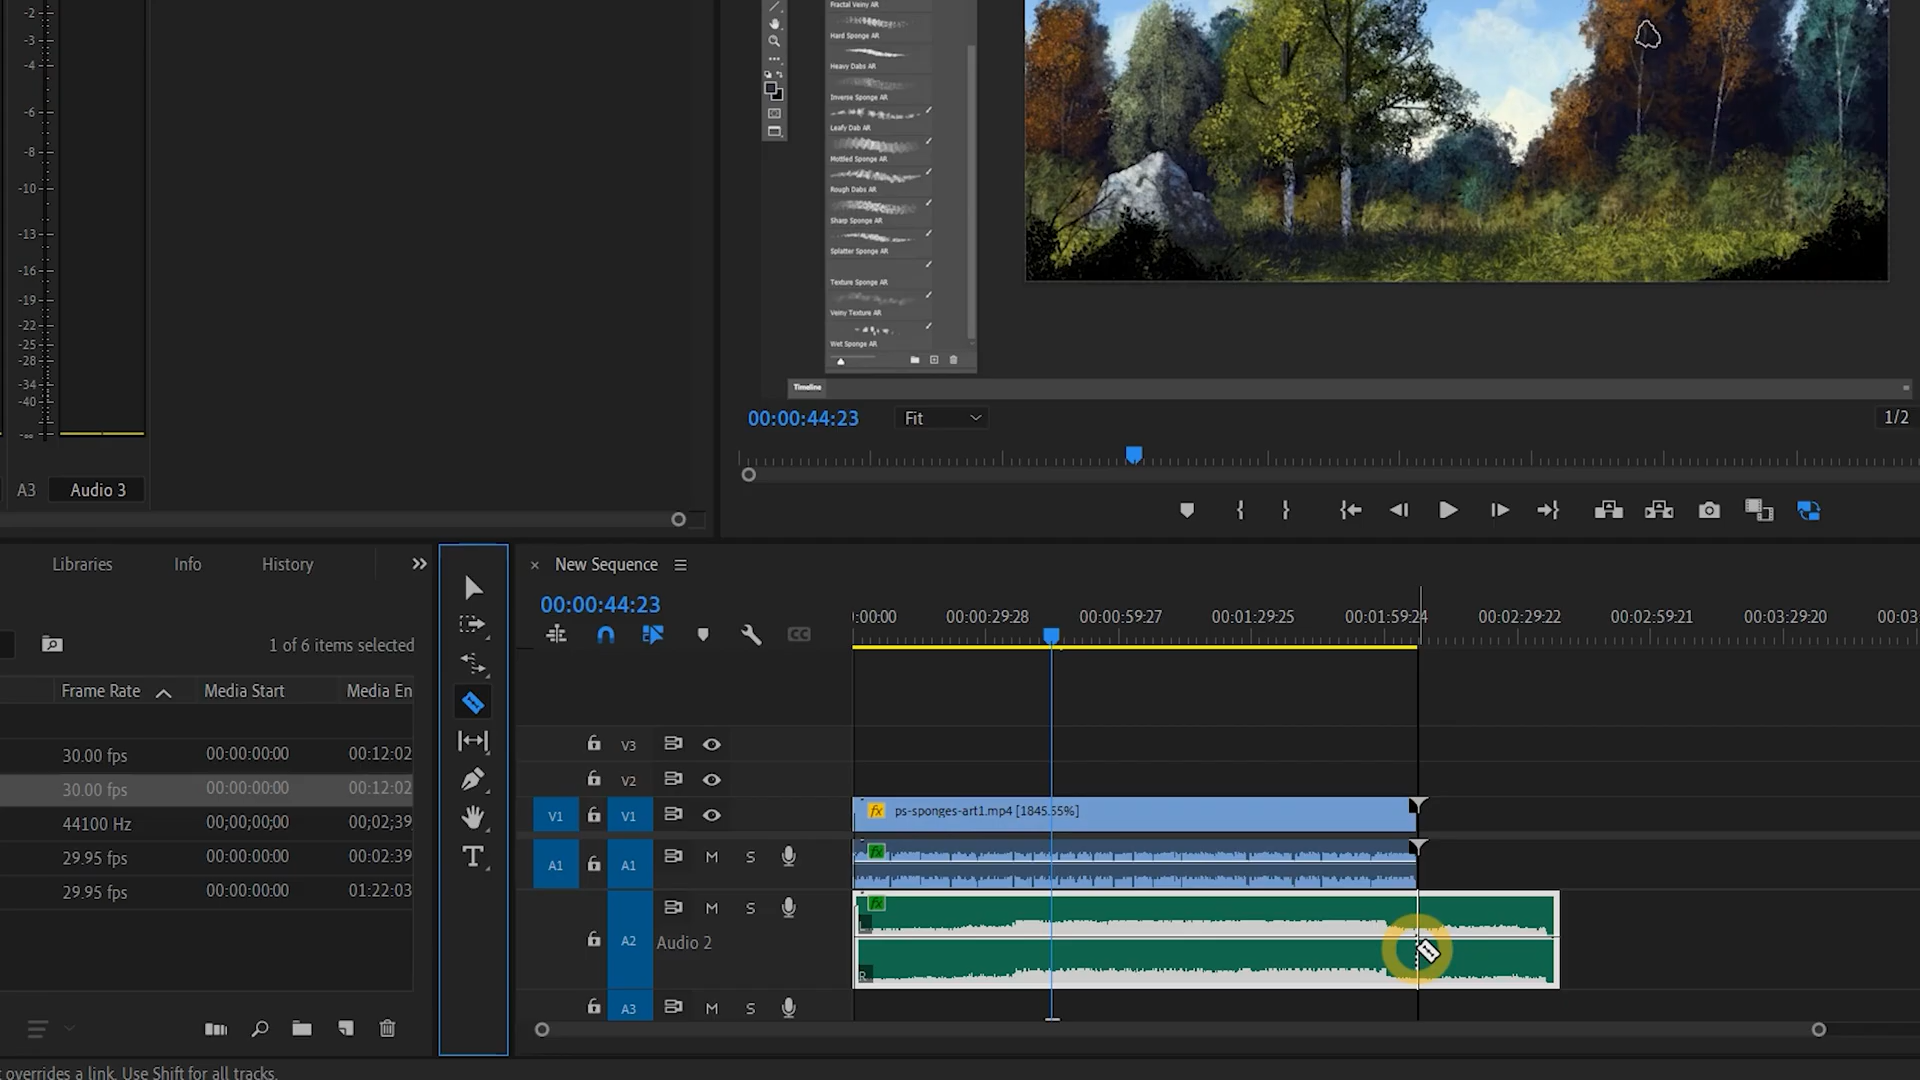 -2
-3
-4
-6
-8
-10
-13
-16
-19
-22
-25
-28
-34
-40
-∞
A3 Audio 3
Fractal Veiny AR
Hard Sponge AR
Heavy Dabs AR
Inverse Sponge AR
Leafy Dab AR
Mottled Sponge AR
Rough Dabs AR
Sharp Sponge AR
Splatter Sponge AR
Texture Sponge AR
Veiny Texture AR
Wet Sponge AR
Timeline
00:00:44:23 Fit 1/2
Libraries Info History
1 of 6 items selected
Frame Rate Media Start Media En
30.00 fps 00:00:00:00 00:12:02
30.00 fps 00:00:00:00 00:12:02
44100 Hz 00;00;00;00 00;02;39
29.95 fps 00:00:00:00 00:02:39
29.95 fps 00:00:00:00 01:22:03
× New Sequence
00:00:44:23
:00:00 00:00:29:28 00:00:59:27 00:01:29:25 00:01:59:24 00:02:29:22 00:02:59:21 00:03:29:20 00:03
CC
V3
V2
V1 V1 fx ps-sponges-art1.mp4 [1845.55%]
A1 A1 M S fx
A2 M S fx
Audio 2
L
R
A3 M S
T
overrides a link. Use Shift for all tracks.